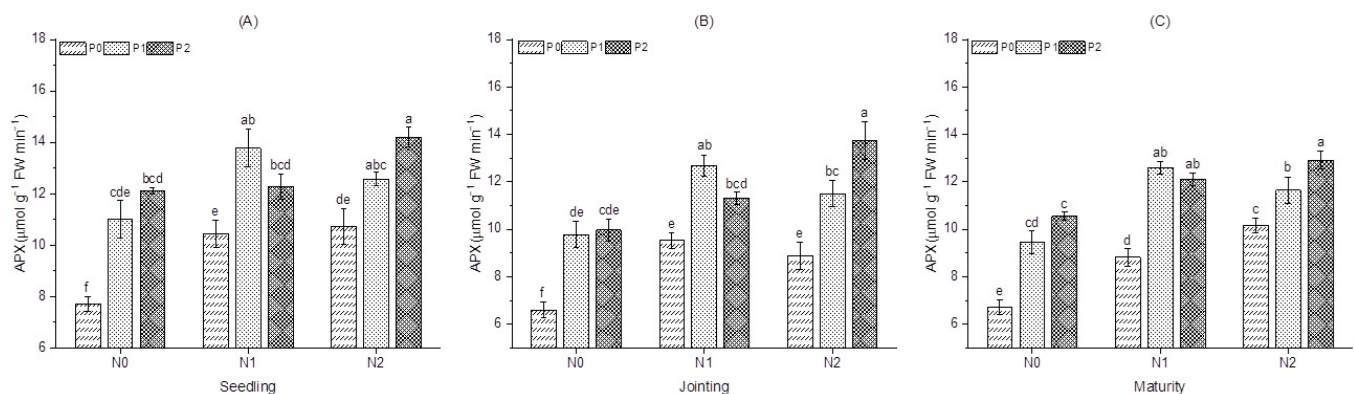 (A)
18
16
14
12
10
8
6
APX (μmol g⁻¹ FW min⁻¹)
P0 P1 P2
f
cde
bcd
e
ab
bcd
de
abc
a
N0 N1 N2
Seedling
(B)
18
16
14
12
10
8
6
APX (μmol g⁻¹ FW min⁻¹)
P0 P1 P2
f
de
cde
e
ab
bcd
e
bc
a
N0 N1 N2
Jointing
(C)
18
16
14
12
10
8
6
APX (μmol g⁻¹ FW min⁻¹)
P0 P1 P2
e
cd
c
d
ab
ab
c
b
a
N0 N1 N2
Maturity